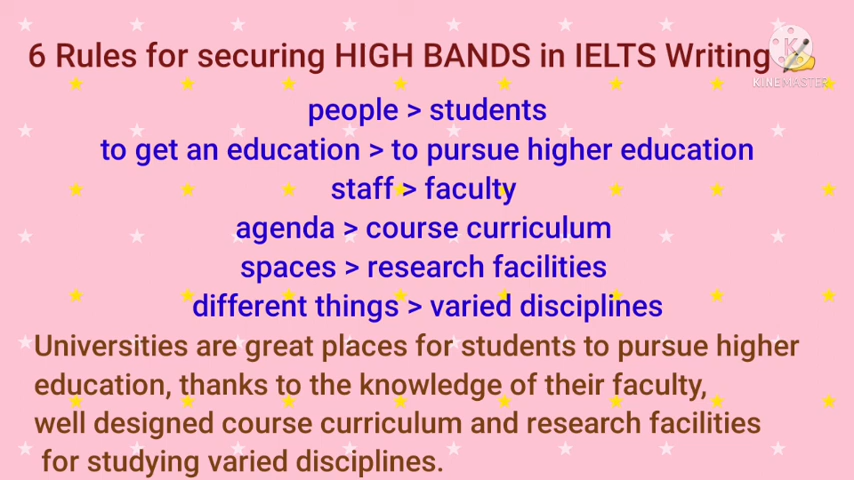 6 Rules for securing HIGH BANDS in IELTS Writing
KINEMASTER
people > students
to get an education > to pursue higher education
staff > faculty
agenda > course curriculum
spaces > research facilities
different things > varied disciplines
Universities are great places for students to pursue higher
education, thanks to the knowledge of their faculty,
well designed course curriculum and research facilities
for studying varied disciplines.